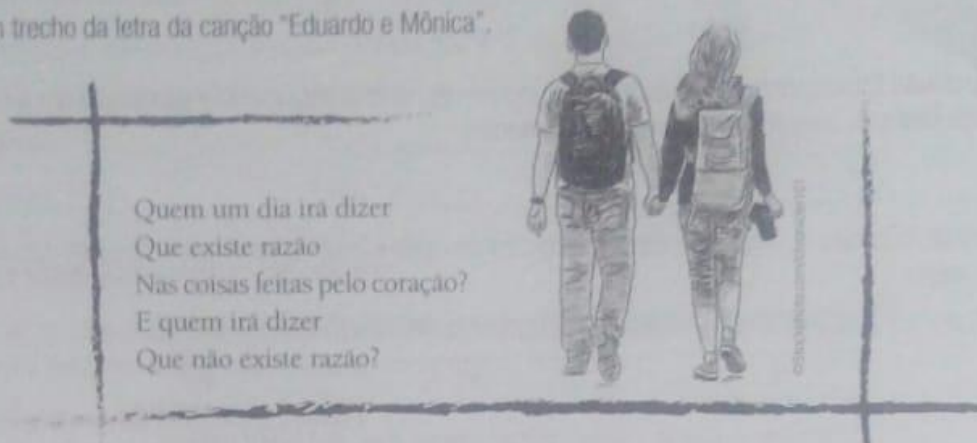 trecho da letra da canção "Eduardo e Mônica".
Quem um dia irá dizer
Que existe razão
Nas coisas feitas pelo coração?
E quem irá dizer
Que não existe razão?